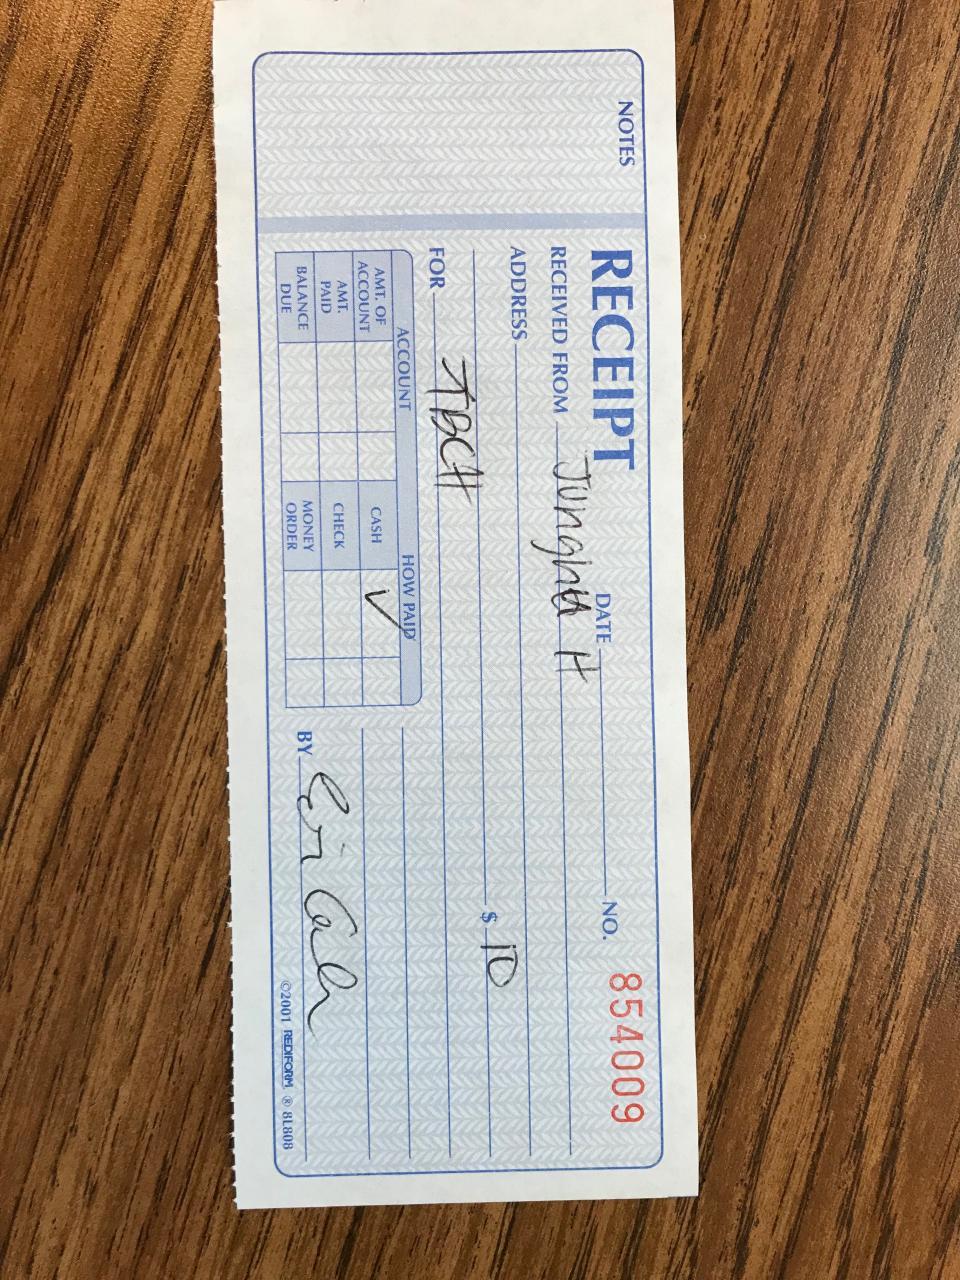 NOTES
RECEIPT DATE NO. 854009
RECEIVED FROM Junghu H
ADDRESS
$ 10
FOR TBCH
ACCOUNT HOW PAID
AMT. OF ACCOUNT CASH ✓
AMT. PAID CHECK
BALANCE DUE MONEY ORDER
BY
©2001 REDIFORM ® 8L808